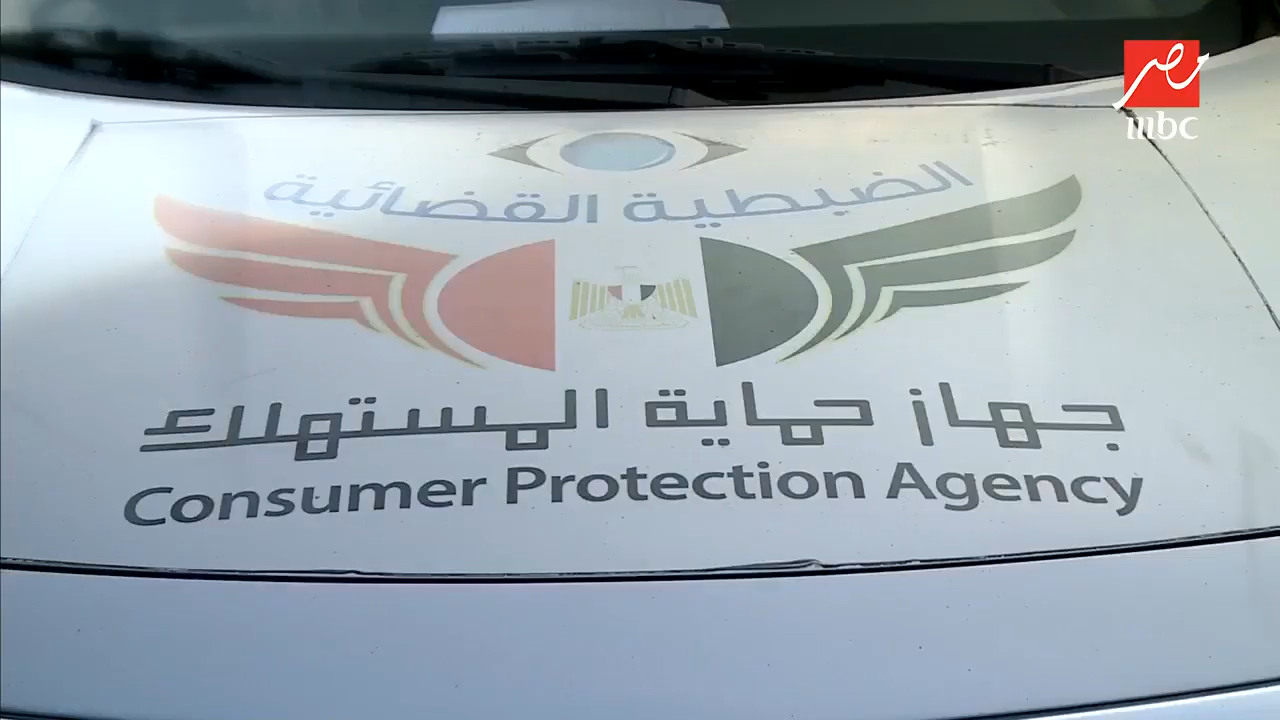 مصر
mbc
الضبطية القضائية
جهاز حماية المستهلك
Consumer Protection Agency